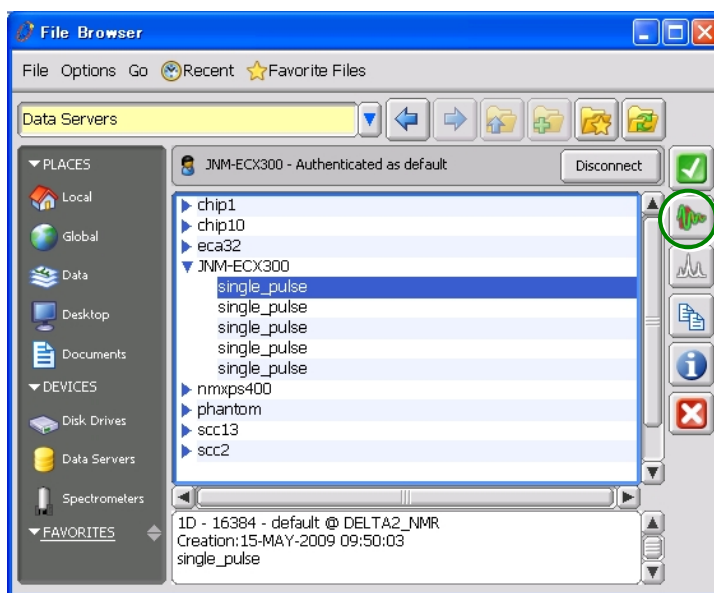 File Browser
File Options Go Recent Favorite Files
Data Servers
PLACES
Local
Global
Data
Desktop
Documents
DEVICES
Disk Drives
Data Servers
Spectrometers
FAVORITES
JNM-ECX300 - Authenticated as default
Disconnect
chip1
chip10
eca32
JNM-ECX300
single_pulse
single_pulse
single_pulse
single_pulse
single_pulse
nmxps400
phantom
scc13
scc2
1D - 16384 - default @ DELTA2_NMR
Creation:15-MAY-2009 09:50:03
single_pulse